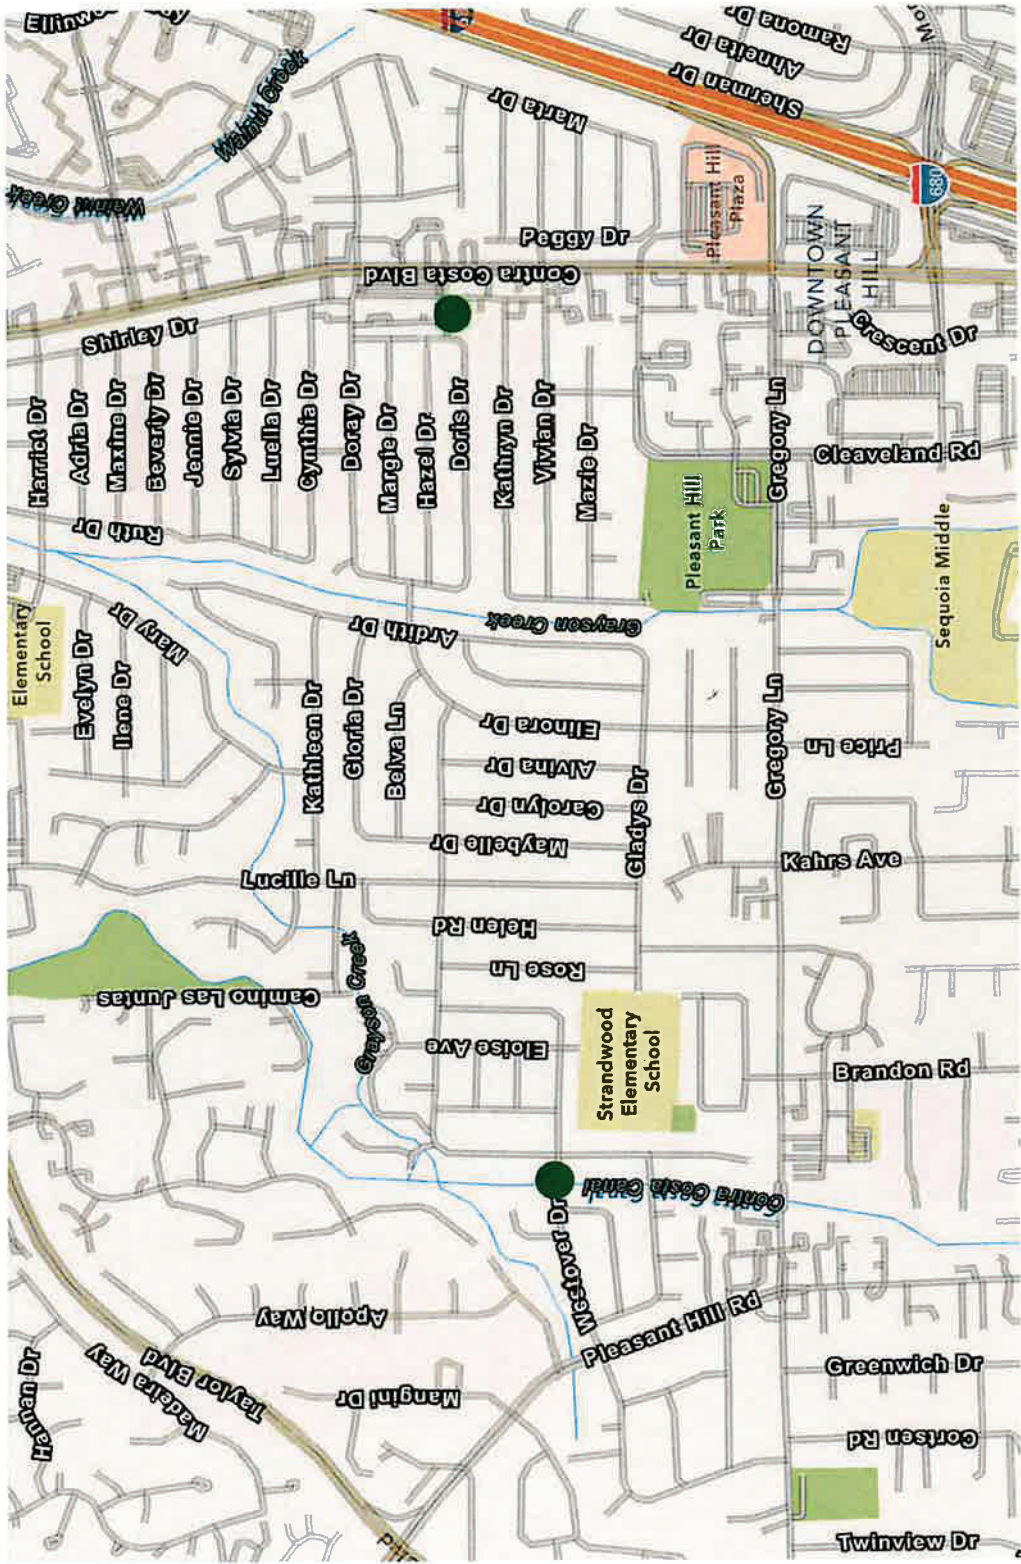 Walnut Creek
Walnut Creek
Ramona Dr
Ahneita Dr
Sherman Dr
Marta Dr
680
Pleasant Hill
Plaza
Peggy Dr
Contra Costa Blvd
DOWNTOWN
PLEASANT
HILL
Crescent Dr
Shirley Dr
Harriet Dr
Adria Dr
Maxine Dr
Beverly Dr
Jennie Dr
Sylvia Dr
Luella Dr
Cynthia Dr
Doray Dr
Margie Dr
Hazel Dr
Doris Dr
Kathryn Dr
Vivian Dr
Mazie Dr
Gregory Ln
Cleaveland Rd
Ruth Dr
Pleasant Hill
Park
Sequoia Middle
Grayson Creek
Ardith Dr
Elementary
School
Mary Dr
Evelyn Dr
Ilene Dr
Kathleen Dr
Gloria Dr
Belva Ln
Elinora Dr
Alvina Dr
Carolyn Dr
Maybelle Dr
Gladys Dr
Gregory Ln
Price Ln
Kahrs Ave
Lucille Ln
Helen Rd
Rose Ln
Camino Las Juntas
Grayson Creek
Eloise Ave
Strandwood
Elementary
School
Brandon Rd
Contra Costa Canal
Westover Dr
Pleasant Hill Rd
Apollo Way
Mangini Dr
Taylor Blvd
Madeira Way
Hannan Dr
Greenwich Dr
Cortsen Rd
Twinview Dr